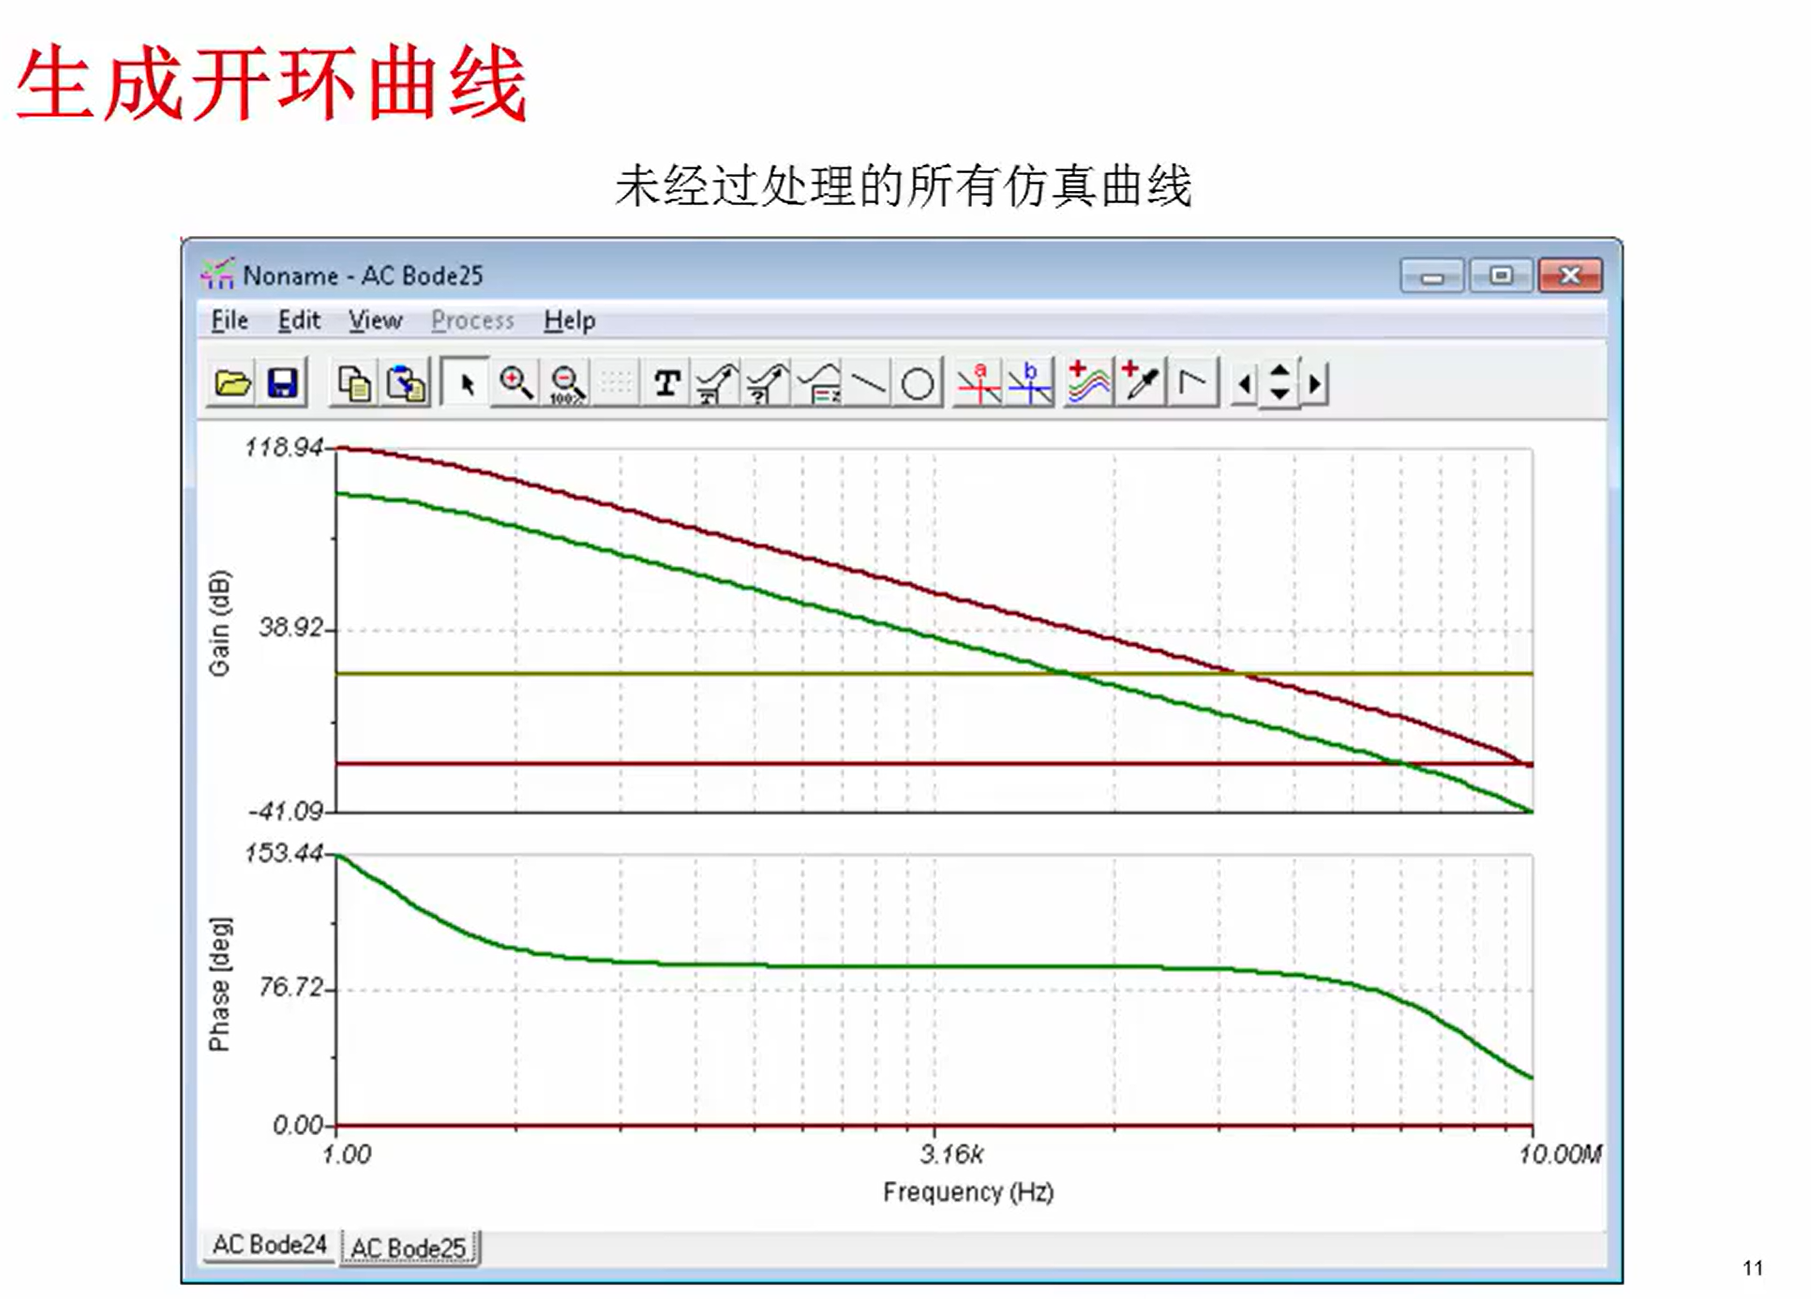 生成开环曲线
未经过处理的所有仿真曲线
Noname - AC Bode25
File Edit View Process Help
T 100% T ? =z a b
118.94
38.92
-41.09
Gain (dB)
153.44
76.72
0.00
Phase [deg]
1.00 3.16k 10.00M
Frequency (Hz)
AC Bode24 AC Bode25
11